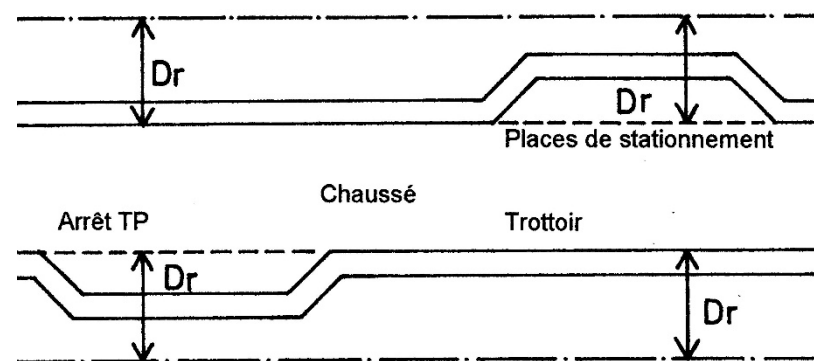 Dr
Dr
Places de stationnement
Chaussé
Arrêt TP
Trottoir
Dr
Dr